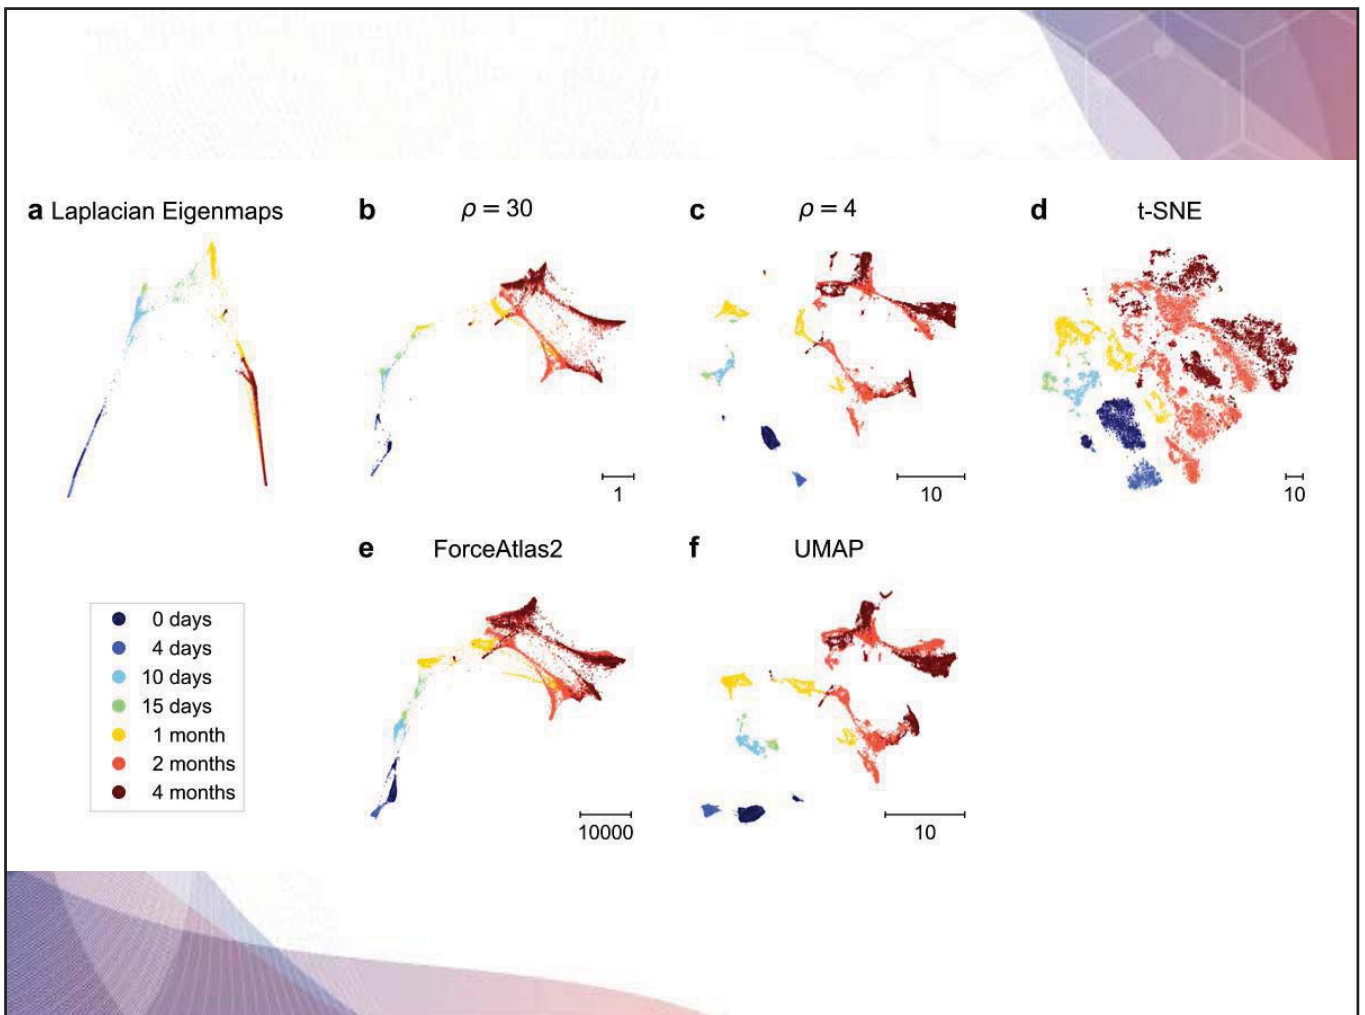 a Laplacian Eigenmaps
b ρ = 30
c ρ = 4
d t-SNE
1
10
10
e ForceAtlas2
f UMAP
0 days
4 days
10 days
15 days
1 month
2 months
4 months
10000
10